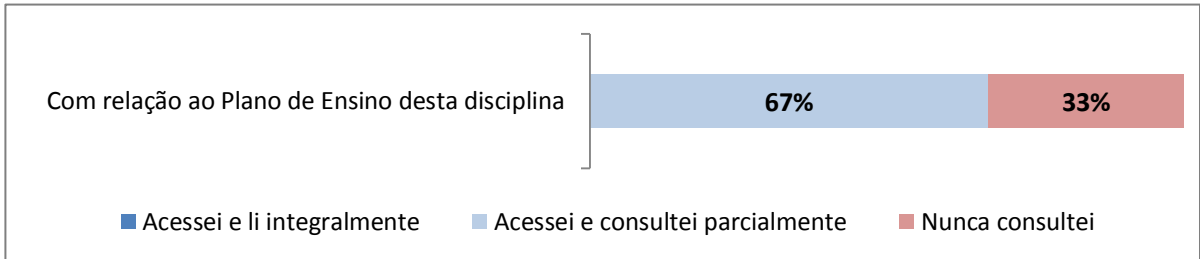 Com relação ao Plano de Ensino desta disciplina
67%
33%
Acessei e li integralmente
Acessei e consultei parcialmente
Nunca consultei